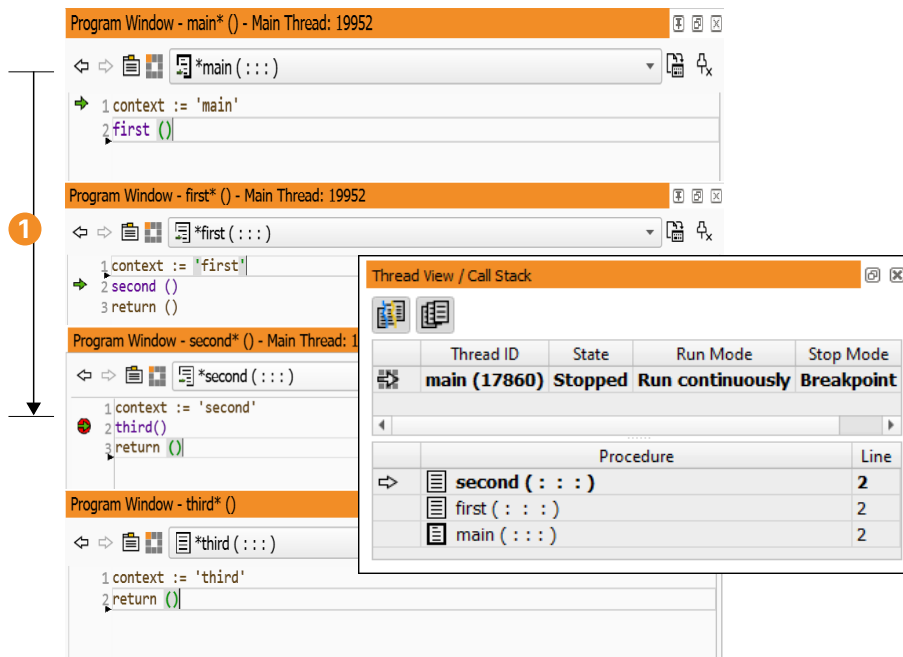 Program Window - main* () - Main Thread: 19952
*main ( : : : )
1 context := 'main'
2 first ()
1
Program Window - first* () - Main Thread: 19952
*first ( : : : )
1 context := 'first'
2 second ()
3 return ()
Program Window - second* () - Main Thread: 1
*second ( : : : )
1 context := 'second'
2 third()
3 return ()
Program Window - third* ()
*third ( : : : )
1 context := 'third'
2 return ()
Thread View / Call Stack
Thread ID State Run Mode Stop Mode
main (17860) Stopped Run continuously Breakpoint
Procedure Line
second ( : : : ) 2
first ( : : : ) 2
main ( : : : ) 2